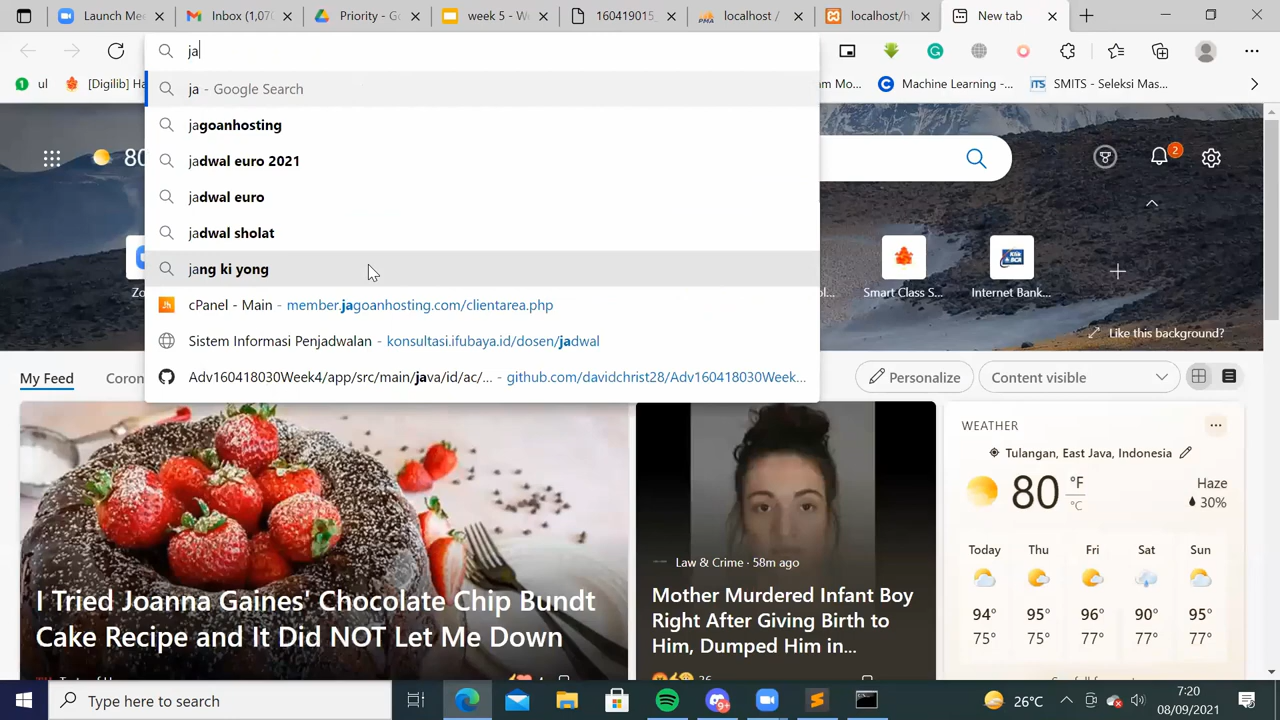 Launch Me
Inbox (1,07
Priority - G
week 5 - W
160419015_
localhost /
localhost/h
New tab
ja
ul
[Digilib] Ha
am Mo...
Machine Learning -...
SMITS - Seleksi Mas...
ja - Google Search
jagoanhosting
jadwal euro 2021
jadwal euro
jadwal sholat
jang ki yong
cPanel - Main - member.jagoanhosting.com/clientarea.php
Sistem Informasi Penjadwalan - konsultasi.ifubaya.id/dosen/jadwal
Adv160418030Week4/app/src/main/java/id/ac/... - github.com/davidchrist28/Adv160418030Week...
80
2
Zo
ol...
Smart Class S...
Internet Bank...
Like this background?
My Feed
Coron
Personalize
Content visible
I Tried Joanna Gaines' Chocolate Chip Bundt
Cake Recipe and It Did NOT Let Me Down
Law & Crime · 58m ago
Mother Murdered Infant Boy
Right After Giving Birth to
Him, Dumped Him in...
WEATHER
Tulangan, East Java, Indonesia
80 °F
°C
Haze
30%
Today Thu Fri Sat Sun
94° 95° 96° 90° 95°
75° 75° 77° 77° 77°
Type here to search
9+
26°C
7:20
08/09/2021